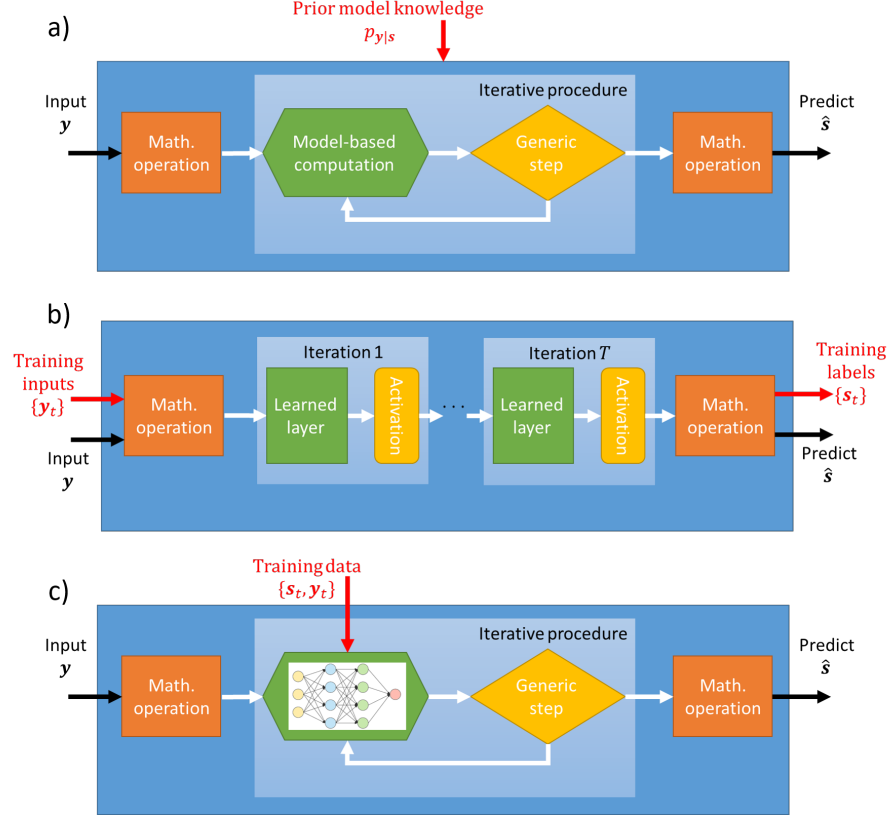 a)
Prior model knowledge
p_{y|s}
Input
y
Math.
operation
Iterative procedure
Model-based
computation
Generic
step
Math.
operation
Predict
ŝ
b)
Training
inputs
{y_t}
Input
y
Math.
operation
Iteration 1
Learned
layer
Activation
...
Iteration T
Learned
layer
Activation
Math.
operation
Training
labels
{s_t}
Predict
ŝ
c)
Training data
{s_t, y_t}
Input
y
Math.
operation
Iterative procedure
Generic
step
Math.
operation
Predict
ŝ